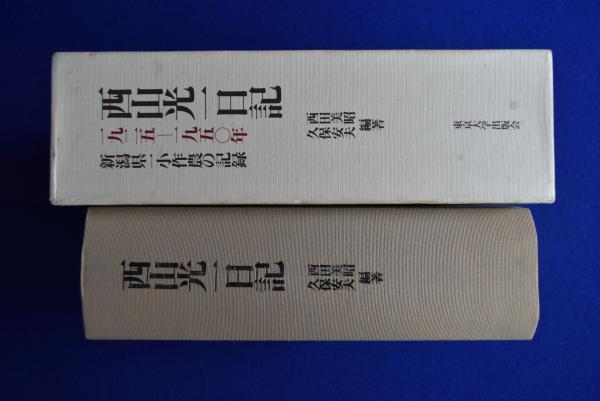 西山光一日記
一九二五―一九五〇年
新潟県一小作農の記録
西田美昭
久保安夫
編著
東京大学出版会
西山光一日記
西田美昭
久保安夫
編著